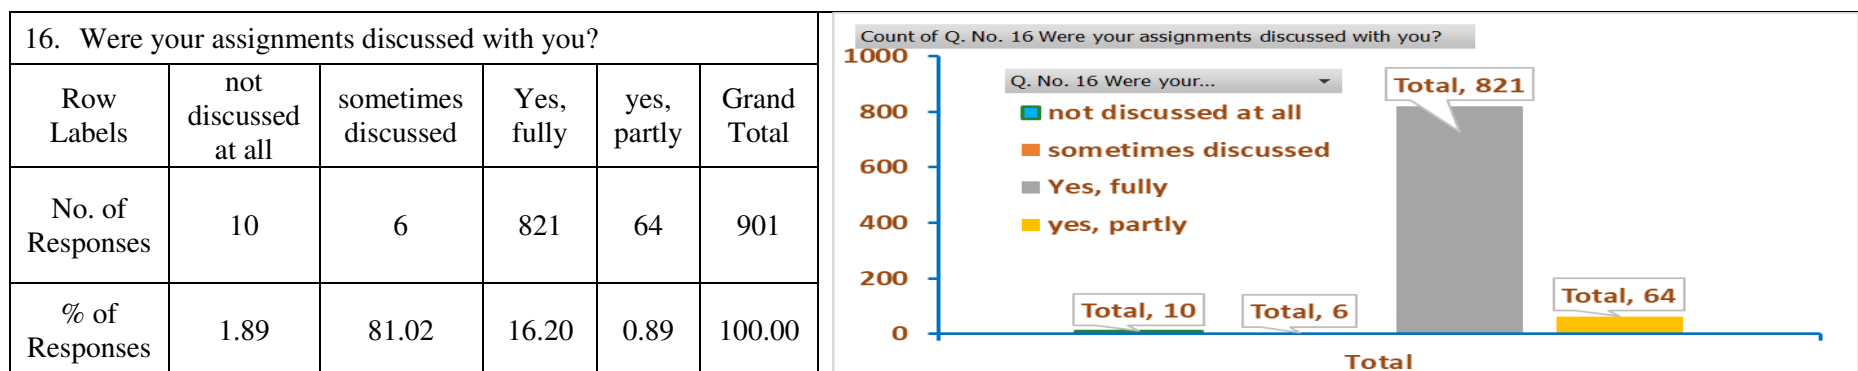 16. Were your assignments discussed with you?
Row Labels
not discussed at all
sometimes discussed
Yes, fully
yes, partly
Grand Total
No. of Responses
10
6
821
64
901
% of Responses
1.89
81.02
16.20
0.89
100.00
Count of Q. No. 16 Were your assignments discussed with you?
1000
800
600
400
200
0
Q. No. 16 Were your...
not discussed at all
sometimes discussed
Yes, fully
yes, partly
Total, 10
Total, 6
Total, 821
Total, 64
Total